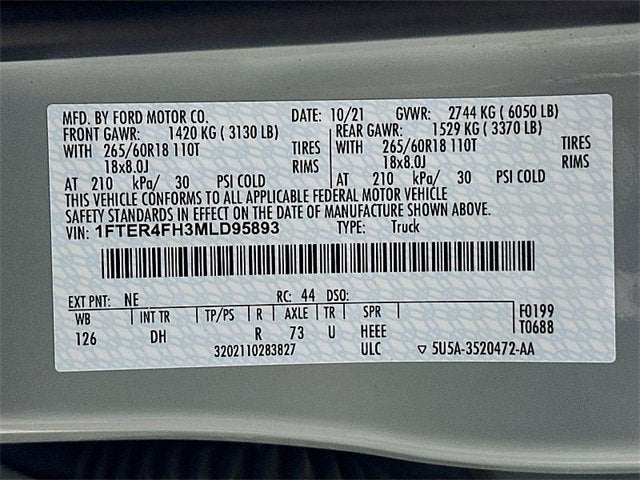 MFD. BY FORD MOTOR CO. DATE: 10/21 GVWR: 2744 KG ( 6050 LB)
FRONT GAWR: 1420 KG ( 3130 LB) REAR GAWR: 1529 KG ( 3370 LB)
WITH 265/60R18 110T TIRES WITH 265/60R18 110T TIRES
18x8.0J RIMS 18x8.0J RIMS
AT 210 kPa/ 30 PSI COLD AT 210 kPa/ 30 PSI COLD
THIS VEHICLE CONFORMS TO ALL APPLICABLE FEDERAL MOTOR VEHICLE
SAFETY STANDARDS IN EFFECT ON THE DATE OF MANUFACTURE SHOWN ABOVE.
VIN: 1FTER4FH3MLD95893 TYPE: Truck
EXT PNT: NE RC: 44 DSO:
WB INT TR TP/PS R AXLE TR SPR F0199
126 DH R 73 U HEEE T0688
3202110283827 ULC ▽ 5U5A-3520472-AA